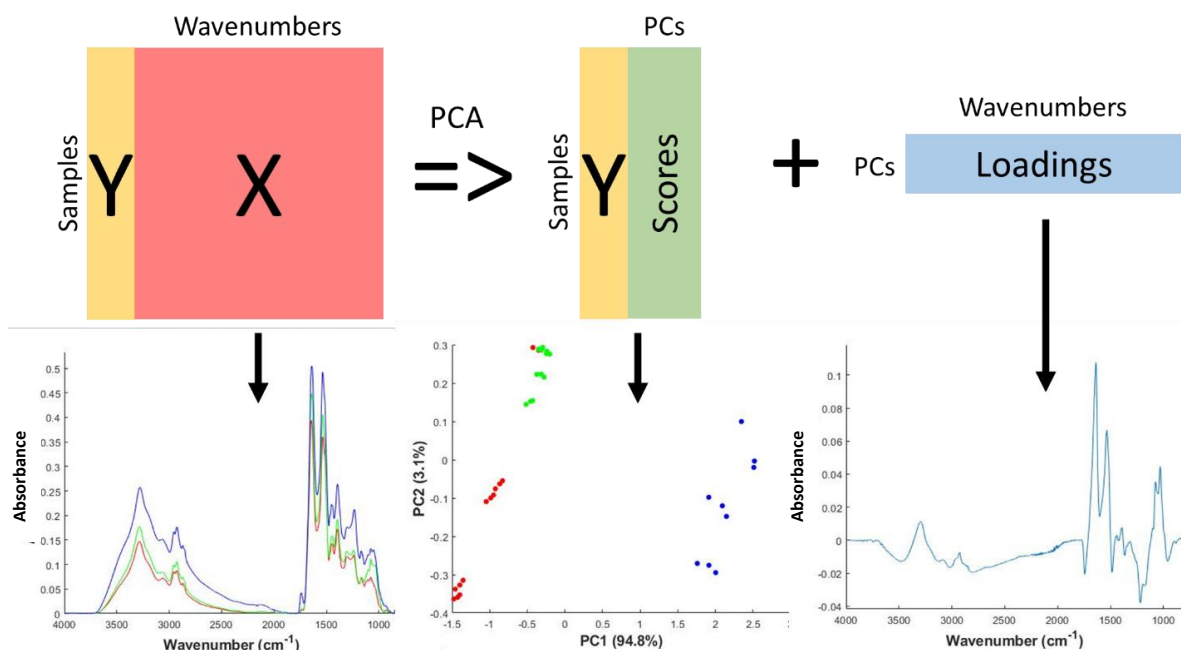 Wavenumbers
PCs
Samples
Y
X
PCA
=>
Samples
Y
Scores
+
Wavenumbers
PCs
Loadings
Absorbance
0.5
0.45
0.4
0.35
0.3
0.25
0.2
0.15
0.1
0.05
0
4000 3500 3000 2500 2000 1500 1000
Wavenumber (cm⁻¹)
PC2 (3.1%)
0.3
0.2
0.1
0
-0.1
-0.2
-0.3
-0.4
-1.5 -1 -0.5 0 0.5 1 1.5 2 2.5
PC1 (94.8%)
Absorbance
0.1
0.08
0.06
0.04
0.02
0
-0.02
-0.04
4000 3500 3000 2500 2000 1500 1000
Wavenumber (cm⁻¹)